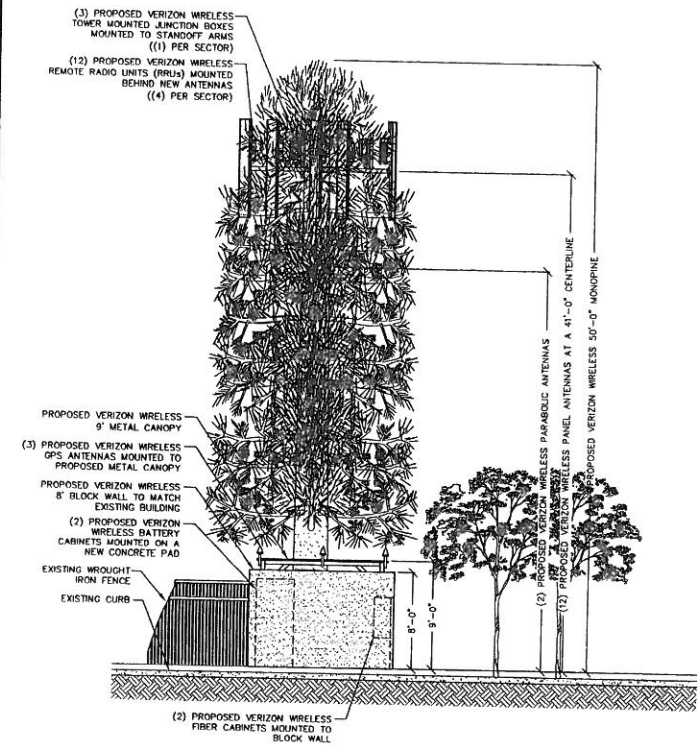 (3) PROPOSED VERIZON WIRELESS
TOWER MOUNTED JUNCTION BOXES
MOUNTED TO STANDOFF ARMS
((1) PER SECTOR)
(12) PROPOSED VERIZON WIRELESS
REMOTE RADIO UNITS (RRUs) MOUNTED
BEHIND NEW ANTENNAS
((4) PER SECTOR)
PROPOSED VERIZON WIRELESS
9' METAL CANOPY
(3) PROPOSED VERIZON WIRELESS
GPS ANTENNAS MOUNTED TO
PROPOSED METAL CANOPY
PROPOSED VERIZON WIRELESS
8' BLOCK WALL TO MATCH
EXISTING BUILDING
(2) PROPOSED VERIZON
WIRELESS BATTERY
CABINETS MOUNTED ON A
NEW CONCRETE PAD
EXISTING WROUGHT
IRON FENCE
EXISTING CURB
8'-0"
9'-0"
(2) PROPOSED VERIZON WIRELESS PARABOLIC ANTENNAS
(12) PROPOSED VERIZON WIRELESS PANEL ANTENNAS AT A 41'-0" CENTERLINE
PROPOSED VERIZON WIRELESS 50'-0" MONOPINE
(2) PROPOSED VERIZON WIRELESS
FIBER CABINETS MOUNTED TO
BLOCK WALL